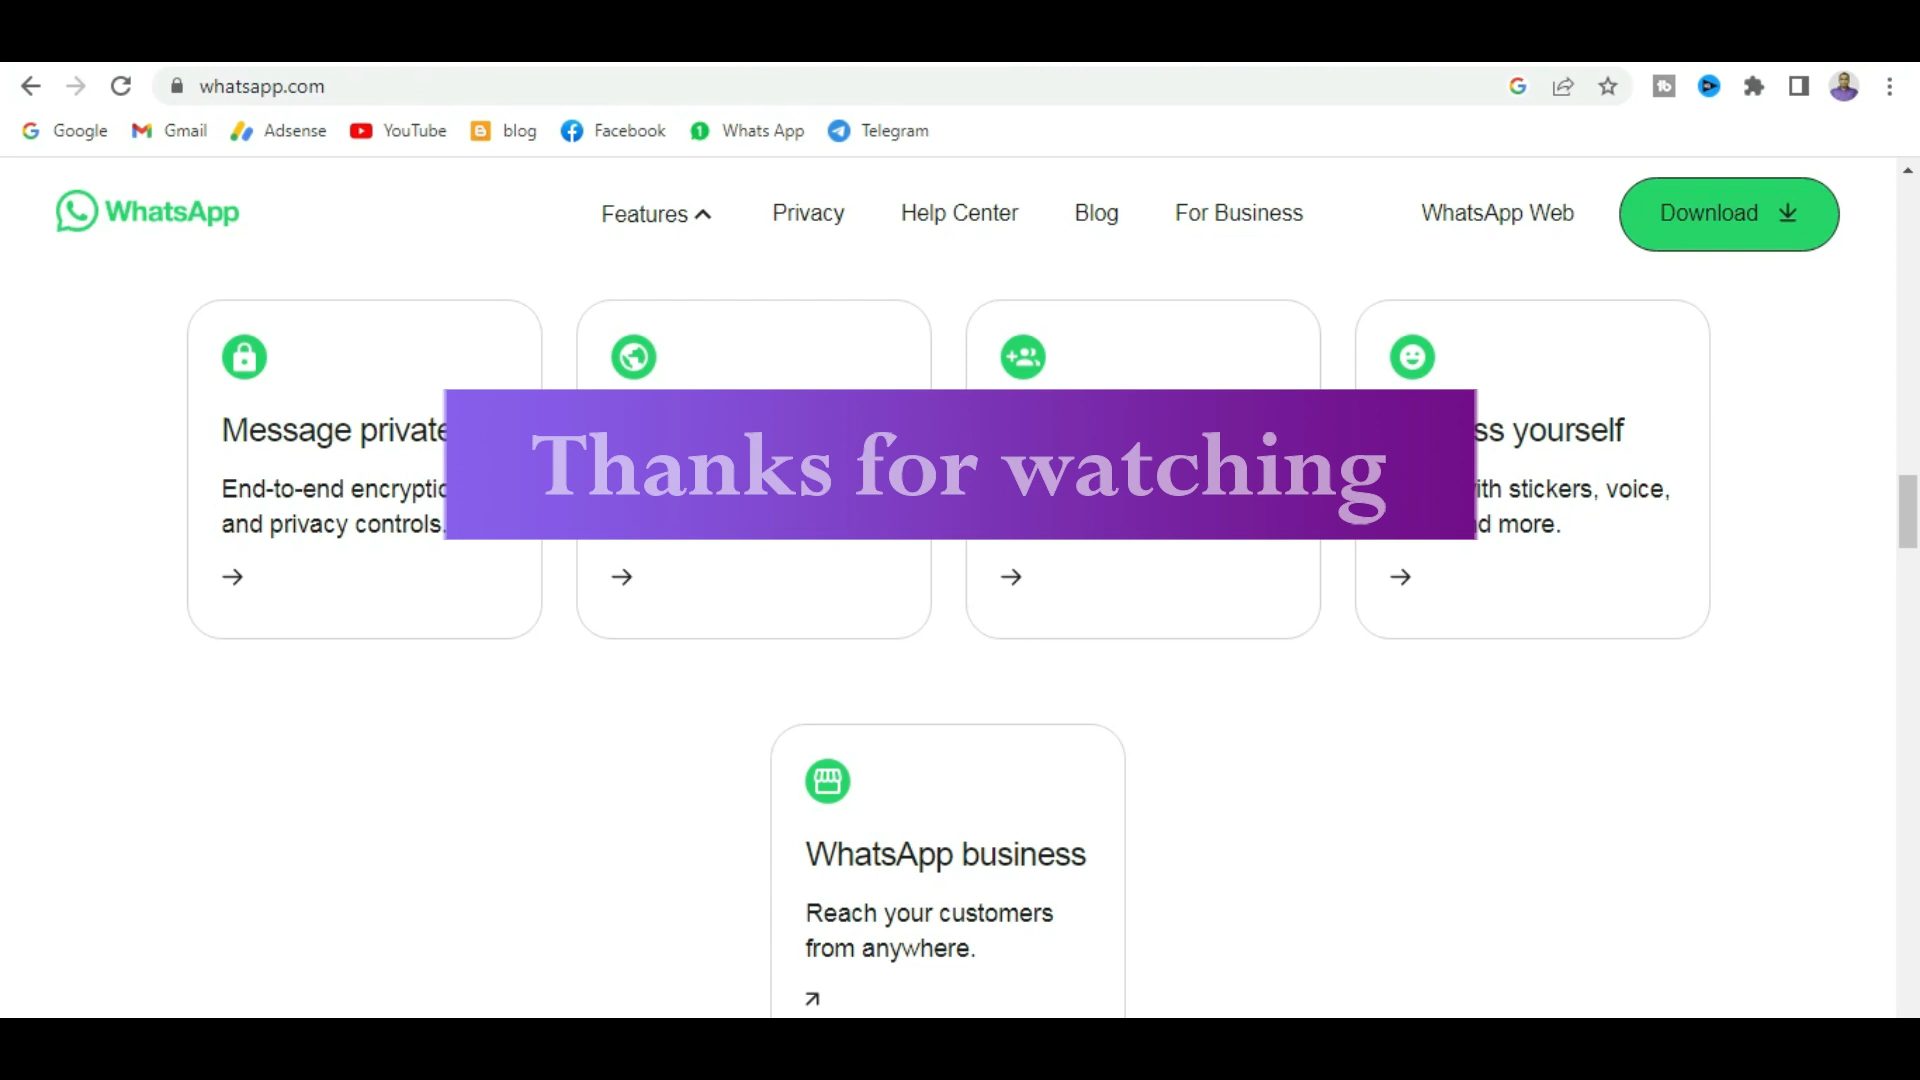 whatsapp.com
Google Gmail Adsense YouTube blog Facebook Whats App Telegram
WhatsApp Features Privacy Help Center Blog For Business WhatsApp Web Download
Message private
ss yourself
Thanks for watching
End-to-end encryptio
and privacy controls.
ith stickers, voice,
d more.
WhatsApp business
Reach your customers
from anywhere.